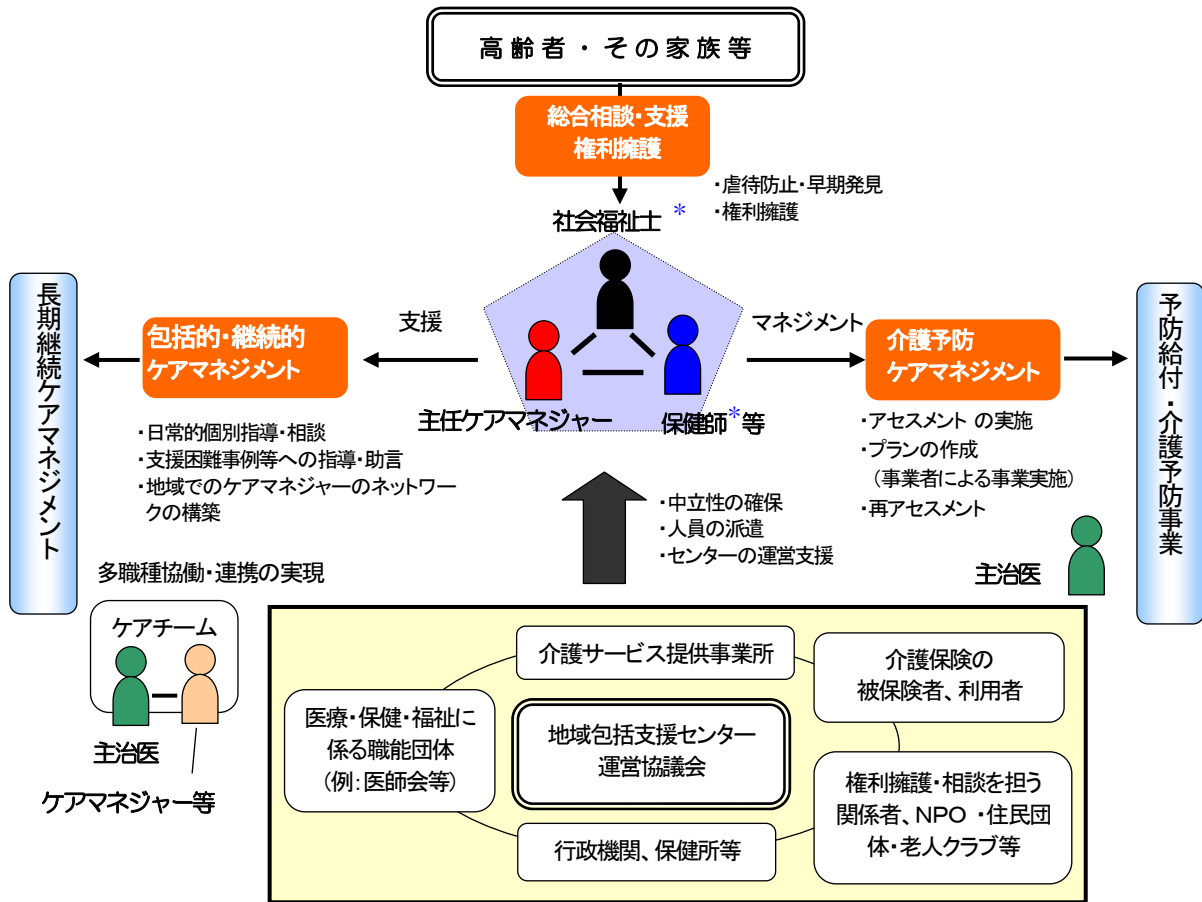 高齢者・その家族等
総合相談・支援
権利擁護
・虐待防止・早期発見
・権利擁護
社会福祉士 *
長期継続ケアマネジメント
包括的・継続的
ケアマネジメント
支援
マネジメント
介護予防
ケアマネジメント
予防給付・介護予防事業
主任ケアマネジャー
保健師*等
・日常的個別指導・相談
・支援困難事例等への指導・助言
・地域でのケアマネジャーのネットワー
クの構築
・アセスメント の実施
・プランの作成
（事業者による事業実施）
・再アセスメント
・中立性の確保
・人員の派遣
・センターの運営支援
主治医
多職種協働・連携の実現
ケアチーム
主治医
ケアマネジャー等
介護サービス提供事業所
介護保険の
被保険者、利用者
医療・保健・福祉に
係る職能団体
（例：医師会等）
地域包括支援センター
運営協議会
権利擁護・相談を担う
関係者、NPO ・住民団
体・老人クラブ等
行政機関、保健所等